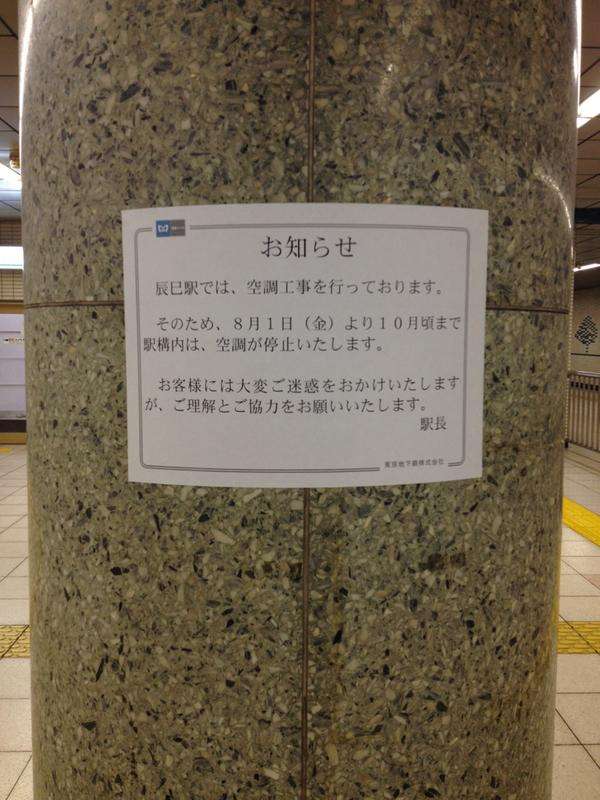 お知らせ
辰巳駅では、空調工事を行っております。
そのため、８月１日（金）より１０月頃まで
駅構内は、空調が停止いたします。
お客様には大変ご迷惑をおかけいたします
が、ご理解とご協力をお願いいたします。
駅長
東京地下鉄株式会社